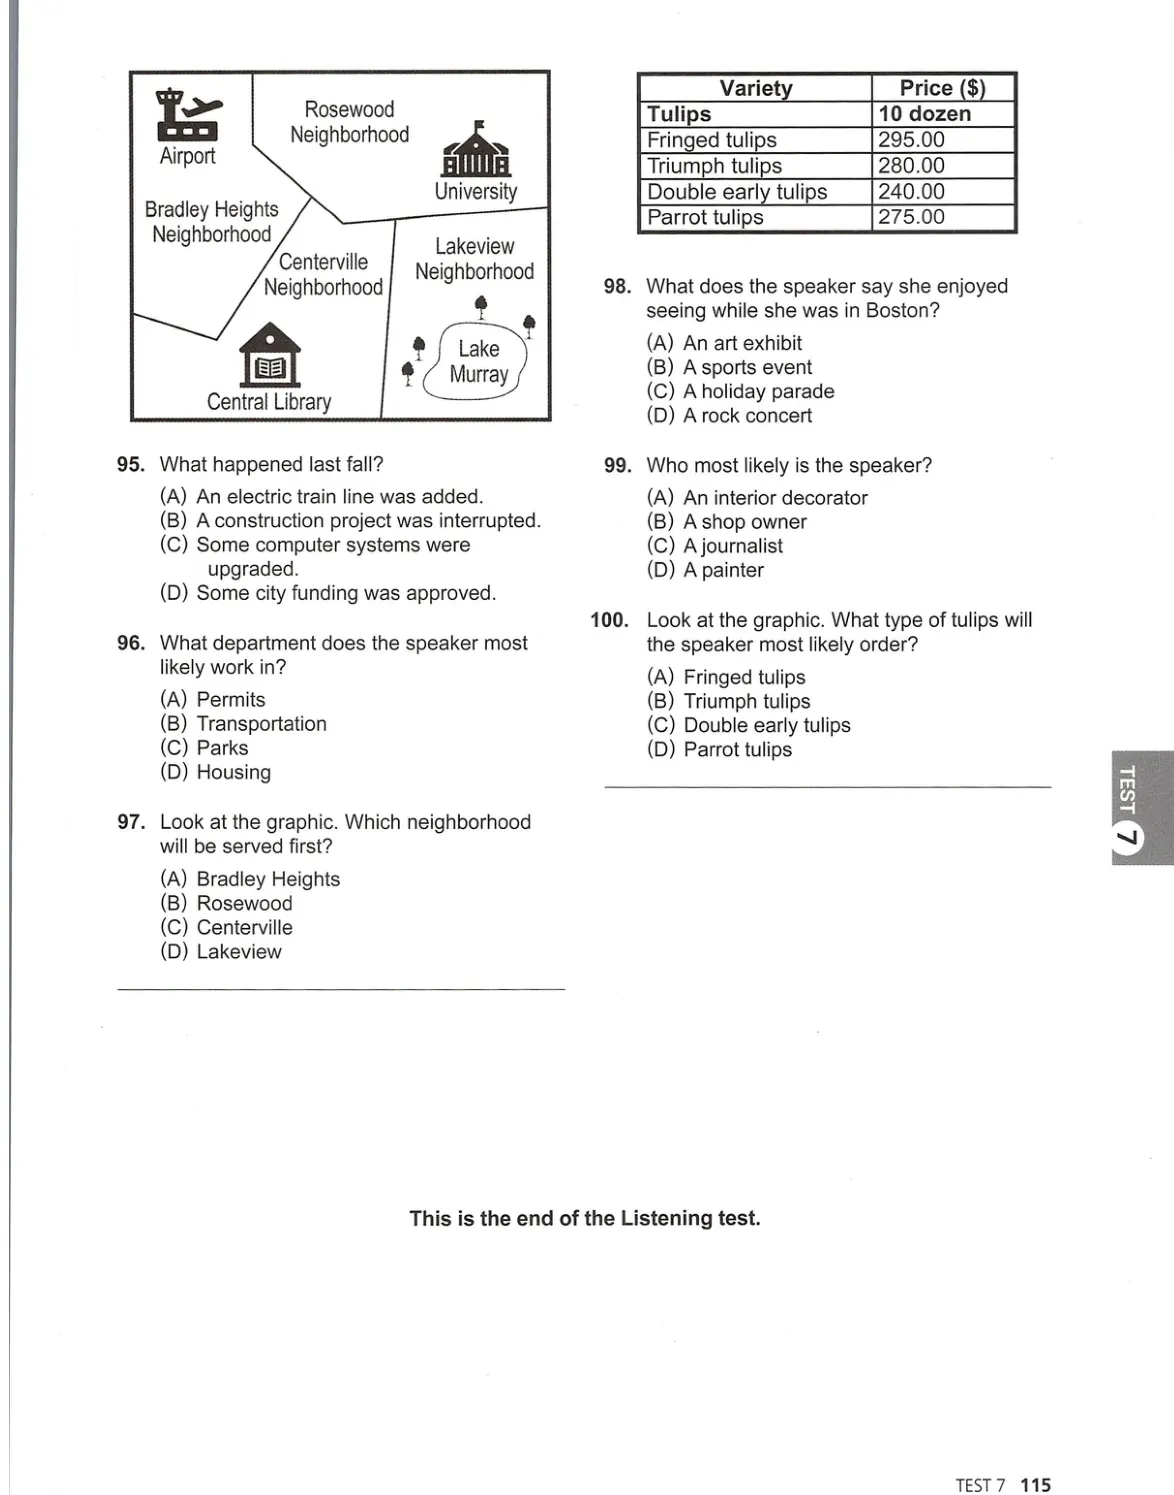 Airport
Rosewood
Neighborhood
University
Bradley Heights
Neighborhood
Centerville
Neighborhood
Lakeview
Neighborhood
Lake
Murray
Central Library
95. What happened last fall?
(A) An electric train line was added.
(B) A construction project was interrupted.
(C) Some computer systems were
upgraded.
(D) Some city funding was approved.
96. What department does the speaker most
likely work in?
(A) Permits
(B) Transportation
(C) Parks
(D) Housing
97. Look at the graphic. Which neighborhood
will be served first?
(A) Bradley Heights
(B) Rosewood
(C) Centerville
(D) Lakeview
Variety Price ($)
Tulips 10 dozen
Fringed tulips 295.00
Triumph tulips 280.00
Double early tulips 240.00
Parrot tulips 275.00
98. What does the speaker say she enjoyed
seeing while she was in Boston?
(A) An art exhibit
(B) A sports event
(C) A holiday parade
(D) A rock concert
99. Who most likely is the speaker?
(A) An interior decorator
(B) A shop owner
(C) A journalist
(D) A painter
100. Look at the graphic. What type of tulips will
the speaker most likely order?
(A) Fringed tulips
(B) Triumph tulips
(C) Double early tulips
(D) Parrot tulips
TEST 7
This is the end of the Listening test.
TEST 7 115